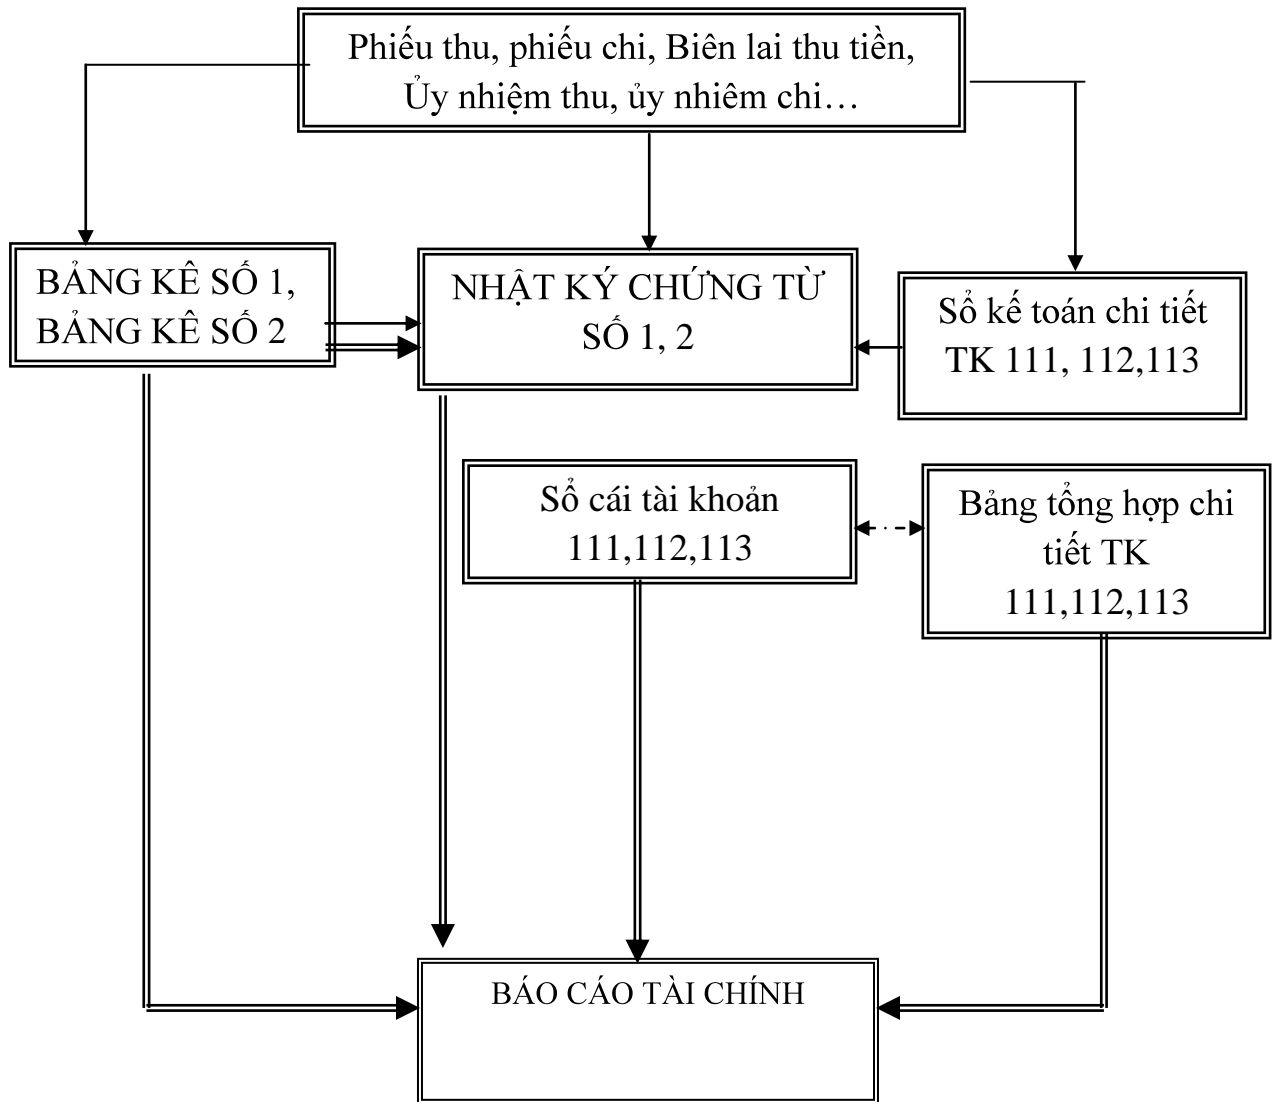 Phiếu thu, phiếu chi, Biên lai thu tiền,
Ủy nhiệm thu, ủy nhiêm chi…
BẢNG KÊ SỐ 1,
BẢNG KÊ SỐ 2
NHẬT KÝ CHỨNG TỪ
SỐ 1, 2
Sổ kế toán chi tiết
TK 111, 112,113
Sổ cái tài khoản
111,112,113
Bảng tổng hợp chi
tiết TK
111,112,113
BÁO CÁO TÀI CHÍNH